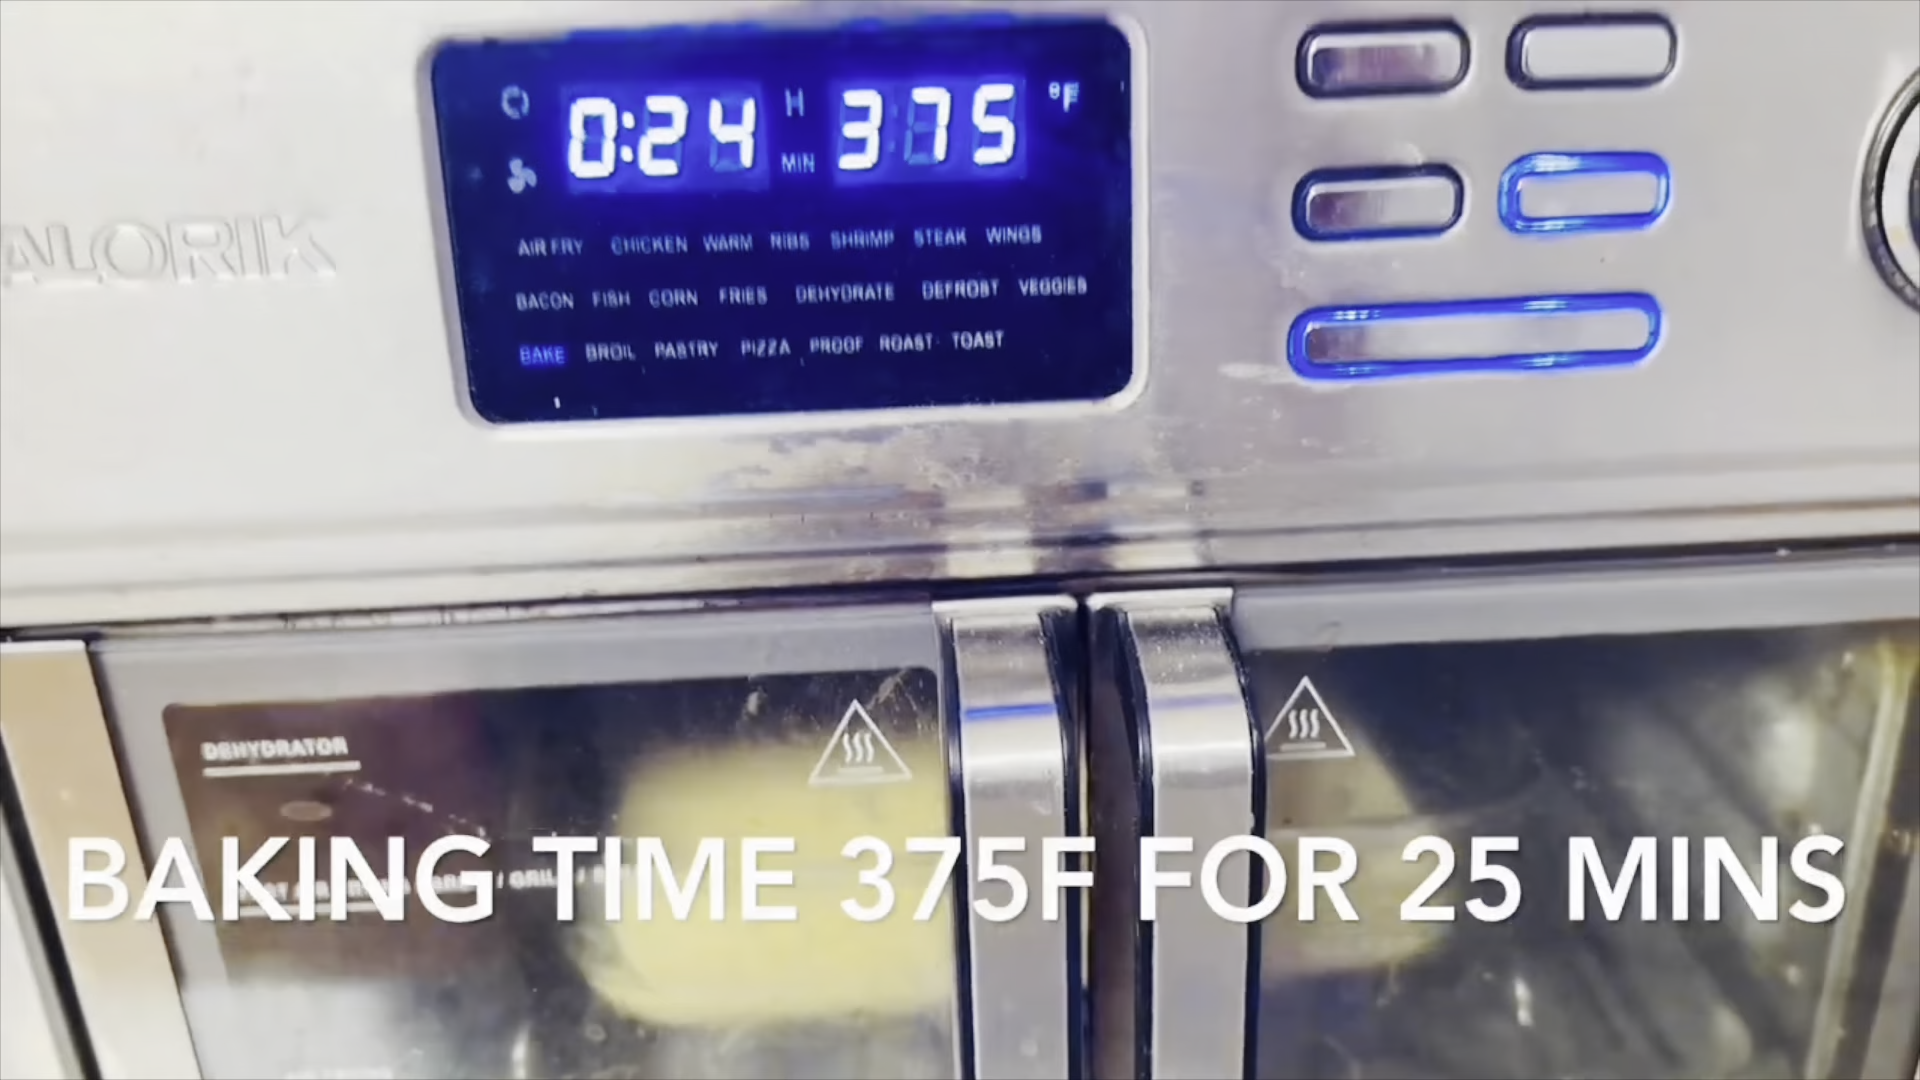 0:24 H MIN 375 °F
ALORIK
AIR FRY CHICKEN WARM RIBS SHRIMP STEAK WINGS
BACON FISH CORN FRIES DEHYDRATE DEFROST VEGGIES
BAKE BROIL PASTRY PIZZA PROOF ROAST TOAST
DEHYDRATOR
BAKING TIME 375F FOR 25 MINS